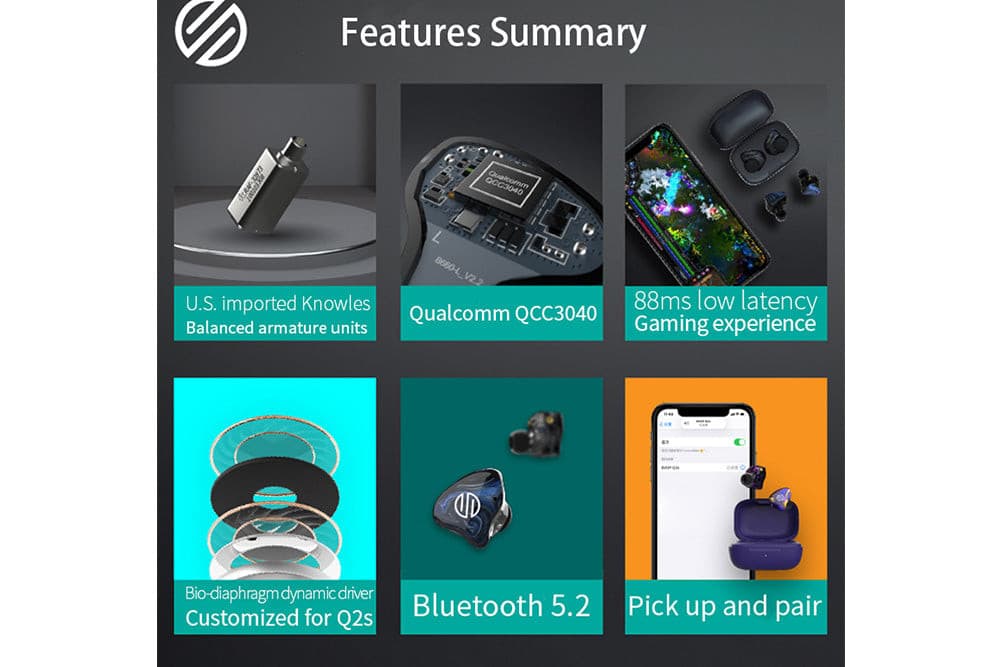 Features Summary
Qualcomm
QCC3040
L
B660-L_V2.2
U.S. imported Knowles
Balanced armature units
Qualcomm QCC3040
88ms low latency
Gaming experience
Bio-diaphragm dynamic driver
Customized for Q2s
Bluetooth 5.2
Pick up and pair